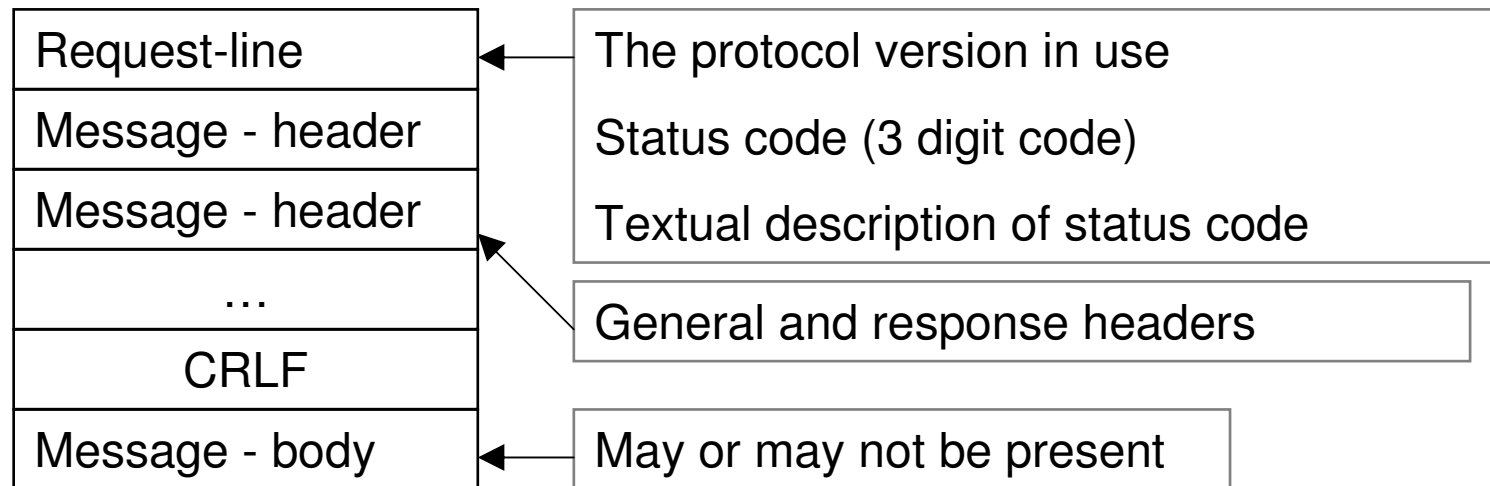 Request-line
Message - header
Message - header
...
CRLF
Message - body
The protocol version in use
Status code (3 digit code)
Textual description of status code
General and response headers
May or may not be present